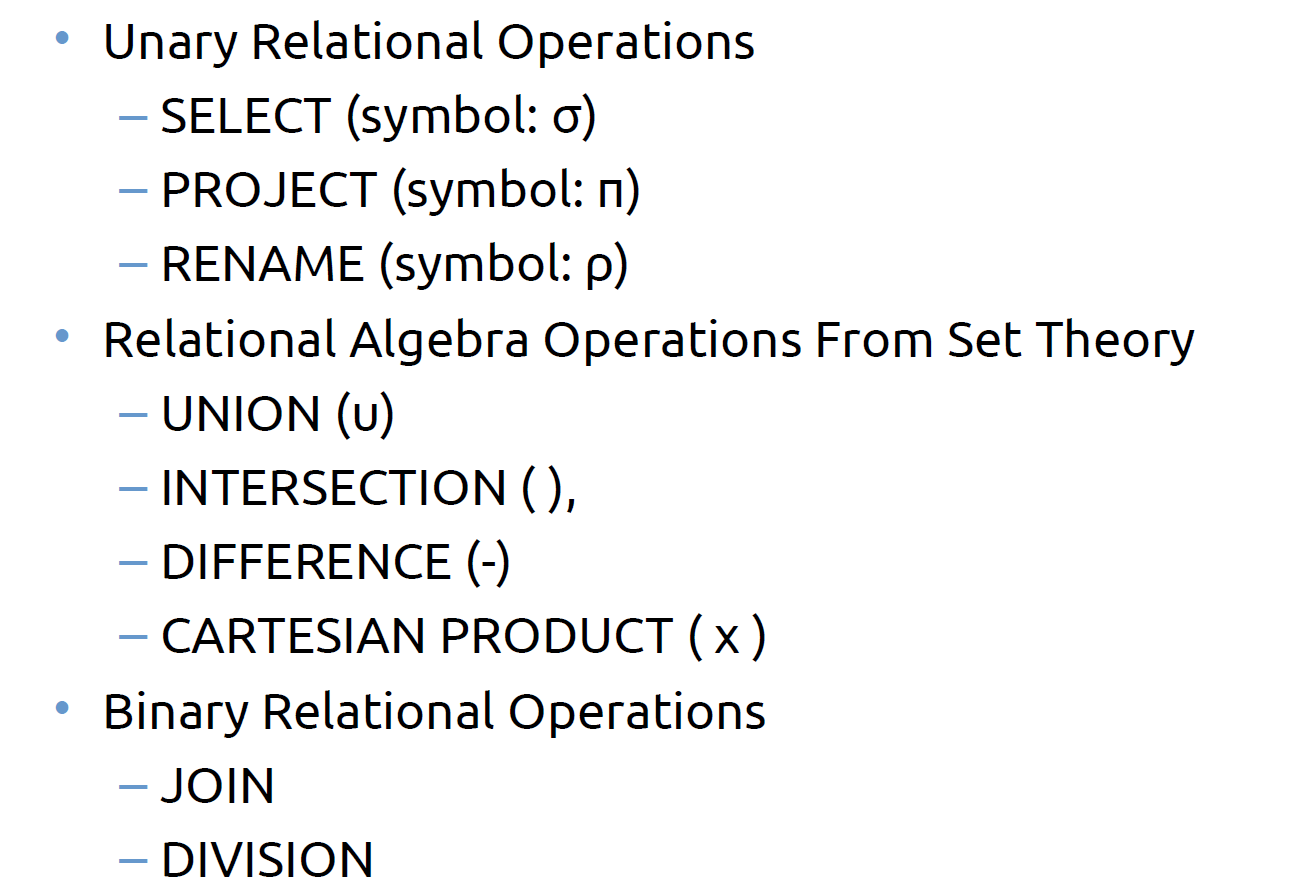 • Unary Relational Operations
– SELECT (symbol: σ)
– PROJECT (symbol: π)
– RENAME (symbol: ρ)
• Relational Algebra Operations From Set Theory
– UNION (υ)
– INTERSECTION ( ),
– DIFFERENCE (-)
– CARTESIAN PRODUCT ( x )
• Binary Relational Operations
– JOIN
– DIVISION